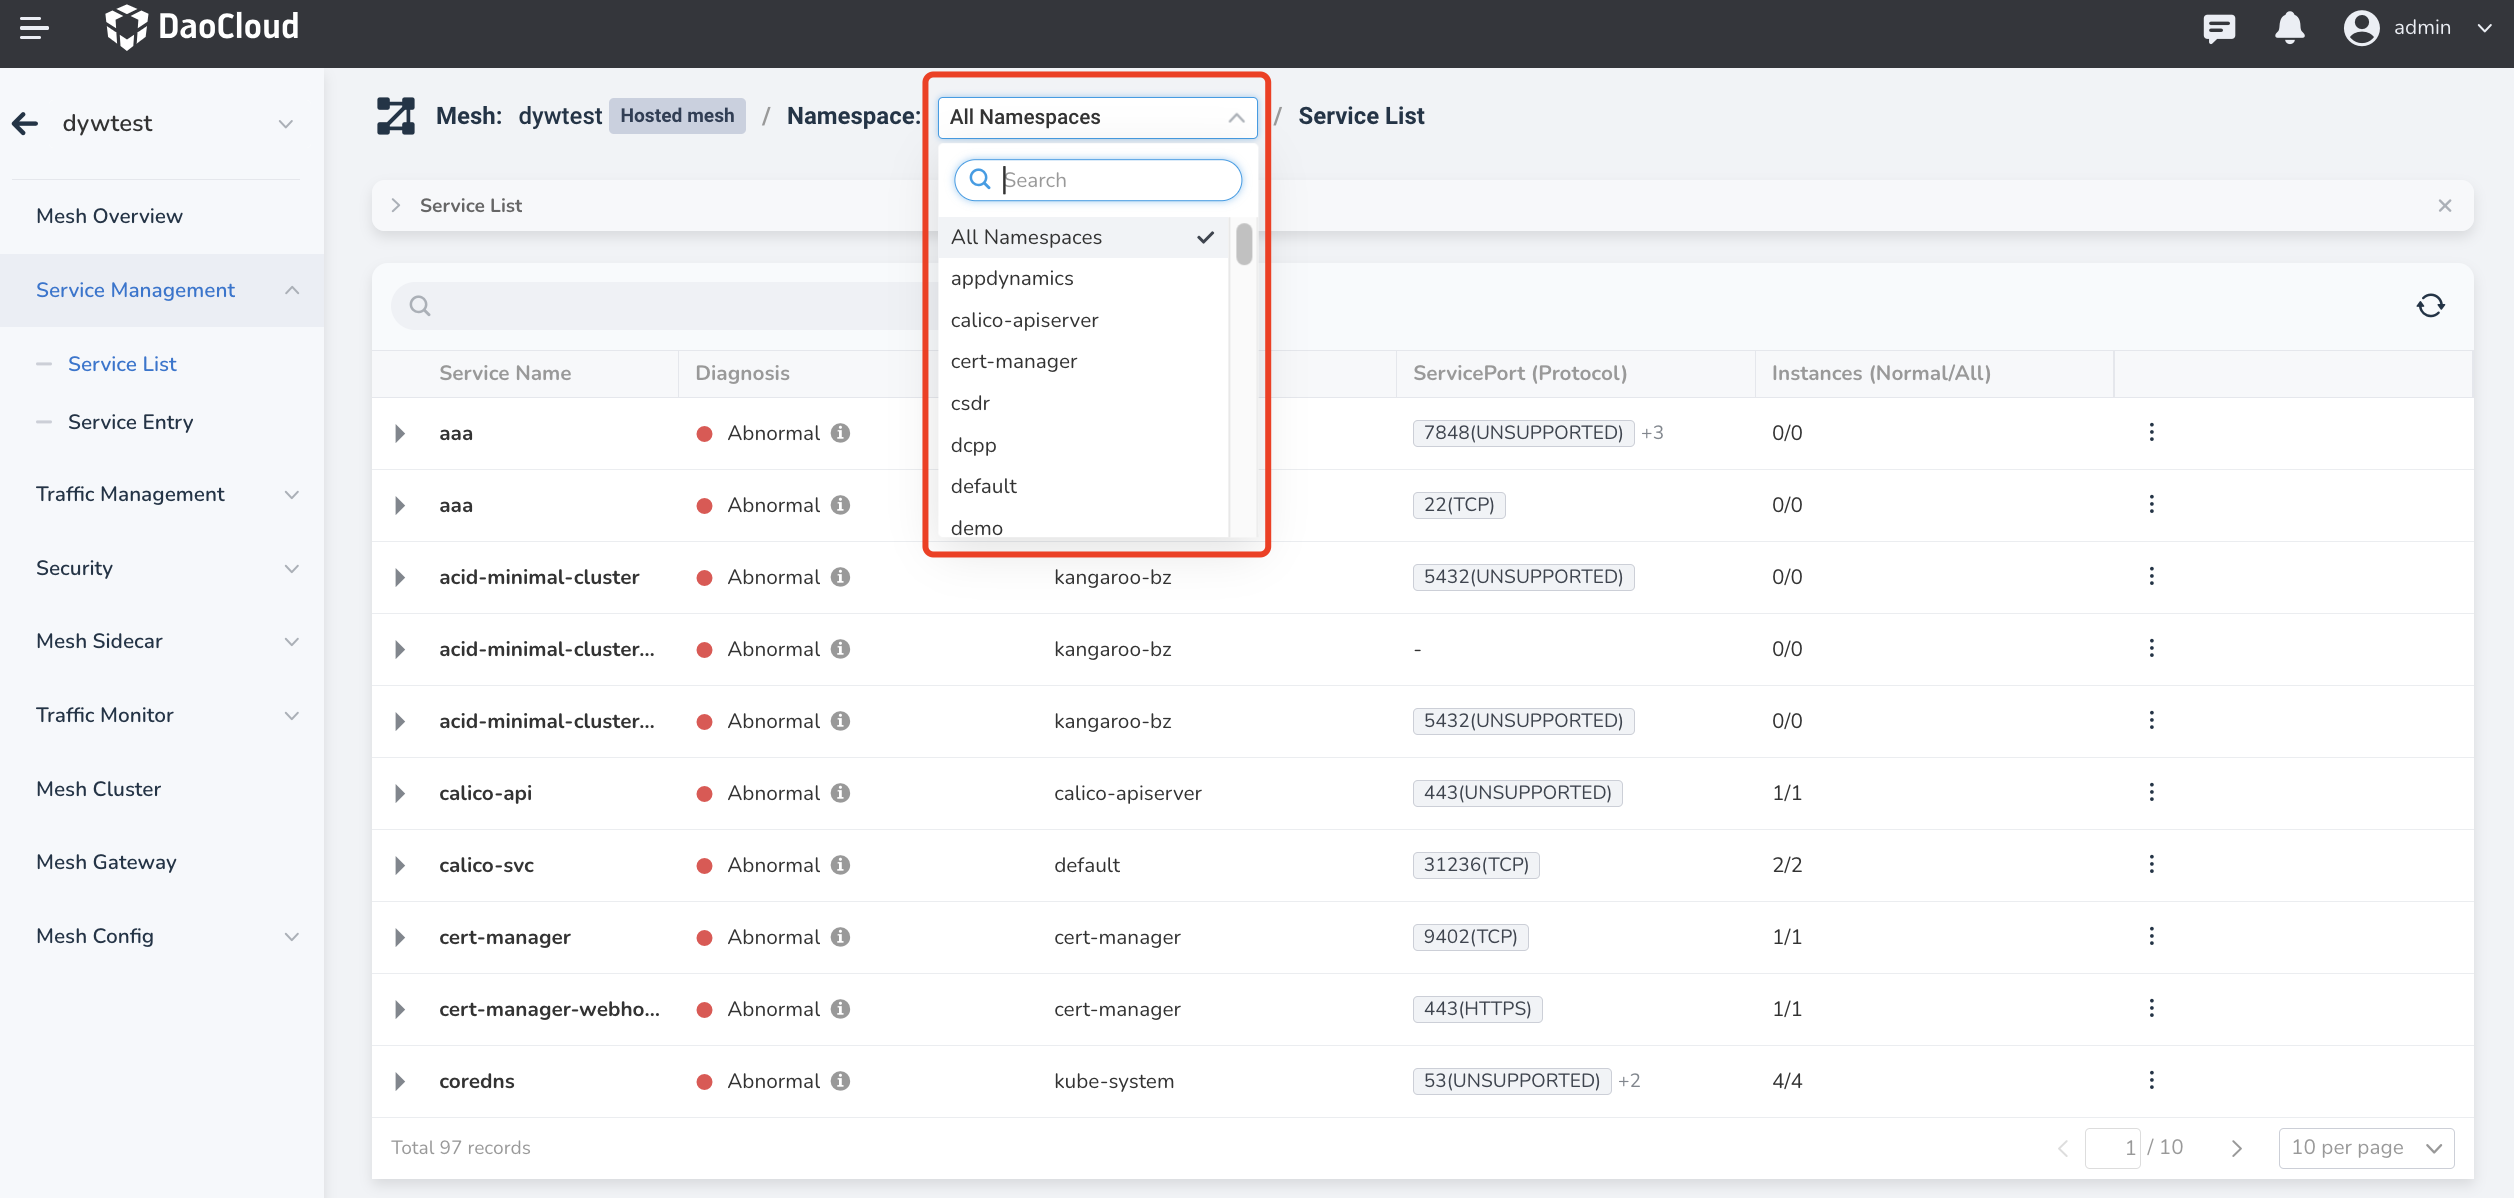 DaoCloud
admin
dywtest
Mesh Overview
Service Management
Service List
Service Entry
Traffic Management
Security
Mesh Sidecar
Traffic Monitor
Mesh Cluster
Mesh Gateway
Mesh Config
Mesh: dywtest Hosted mesh / Namespace: All Namespaces / Service List
Search
All Namespaces
appdynamics
calico-apiserver
cert-manager
csdr
dcpp
default
demo
Service List
Service Name Diagnosis ServicePort (Protocol) Instances (Normal/All)
aaa Abnormal 7848(UNSUPPORTED) +3 0/0
aaa Abnormal 22(TCP) 0/0
acid-minimal-cluster Abnormal kangaroo-bz 5432(UNSUPPORTED) 0/0
acid-minimal-cluster... Abnormal kangaroo-bz - 0/0
acid-minimal-cluster... Abnormal kangaroo-bz 5432(UNSUPPORTED) 0/0
calico-api Abnormal calico-apiserver 443(UNSUPPORTED) 1/1
calico-svc Abnormal default 31236(TCP) 2/2
cert-manager Abnormal cert-manager 9402(TCP) 1/1
cert-manager-webho... Abnormal cert-manager 443(HTTPS) 1/1
coredns Abnormal kube-system 53(UNSUPPORTED) +2 4/4
Total 97 records
1 / 10
10 per page